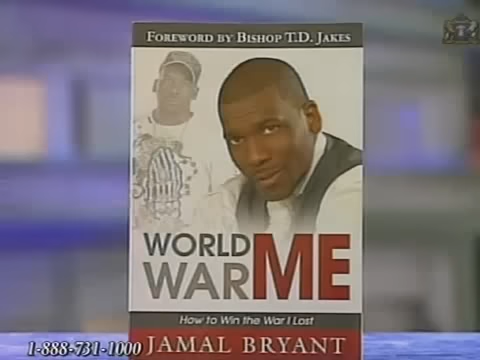 FOREWORD BY BISHOP T.D. JAKES
WORLD
WAR ME
How to Win the War I Lost
1-888-731-1000
JAMAL BRYANT